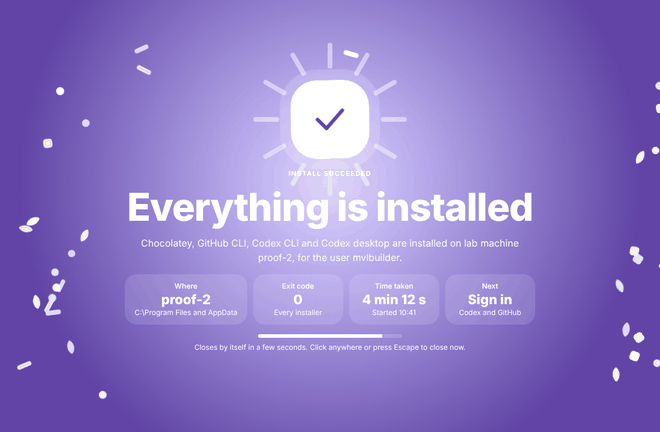 INSTALL SUCCEEDED
Everything is installed
Chocolatey, GitHub CLI, Codex CLI and Codex desktop are installed on lab machine
proof-2, for the user mvlbuilder.
Where
proof-2
C:\Program Files and AppData
Exit code
0
Every installer
Time taken
4 min 12 s
Started 10:41
Next
Sign in
Codex and GitHub
Closes by itself in a few seconds. Click anywhere or press Escape to close now.